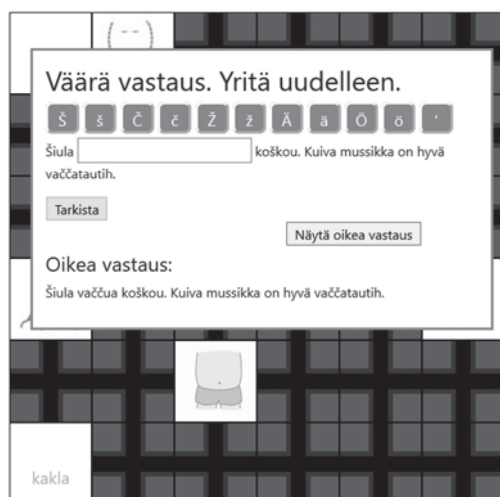 Väärä vastaus. Yritä uudelleen.
Š š Č č Ž ž Ä ä Ö ö '
Šiula koškou. Kuiva mussikka on hyvä
vaččatautih.
Tarkista
Näytä oikea vastaus
Oikea vastaus:
Šiula vaččua koškou. Kuiva mussikka on hyvä vaččatautih.
kakla